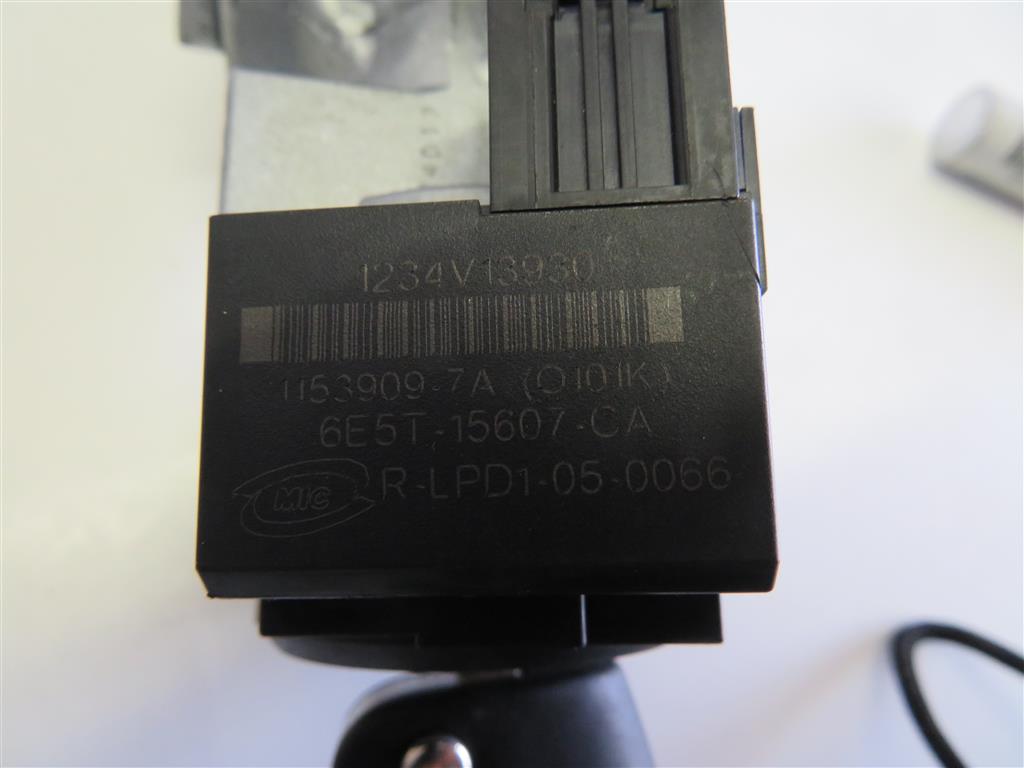 1234V13930
1153909-7A (O101K)
6E5T-15607-CA
MIC R-LPD1-05-0066